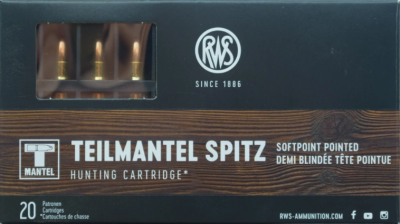 RWS
SINCE 1886
T
MANTEL
TEILMANTEL SPITZ
HUNTING CARTRIDGE*
SOFTPOINT POINTED
DEMI BLINDÉE TÊTE POINTUE
20 Patronen
Cartridges
*Cartouches de chasse
RWS-AMMUNITION.COM